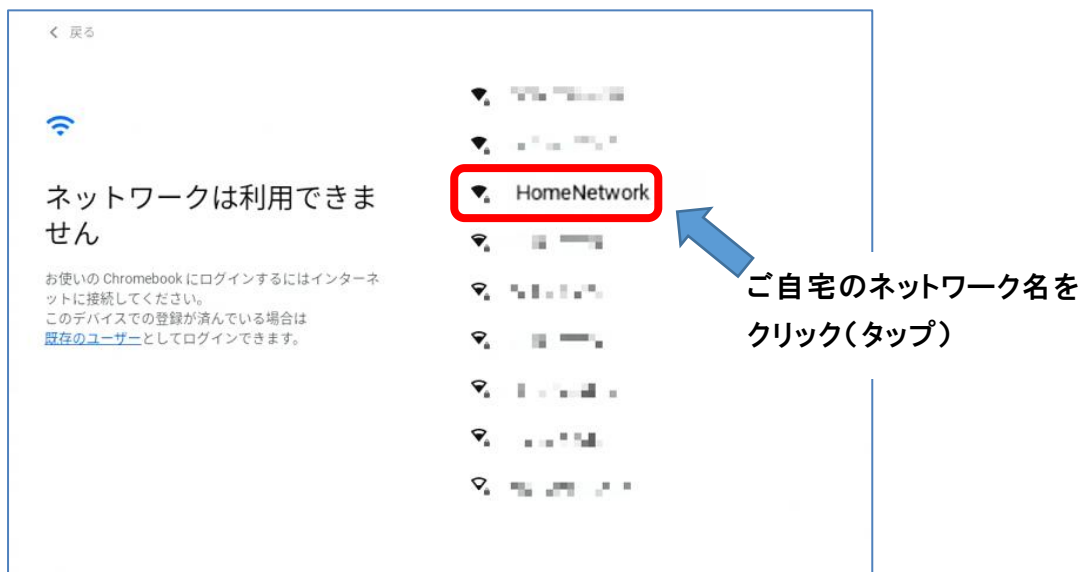 戻る
ネットワークは利用できま
せん
お使いの Chromebook にログインするにはインターネ
ットに接続してください。
このデバイスでの登録が済んでいる場合は
既存のユーザーとしてログインできます。
HomeNetwork
ご自宅のネットワーク名を
クリック(タップ)